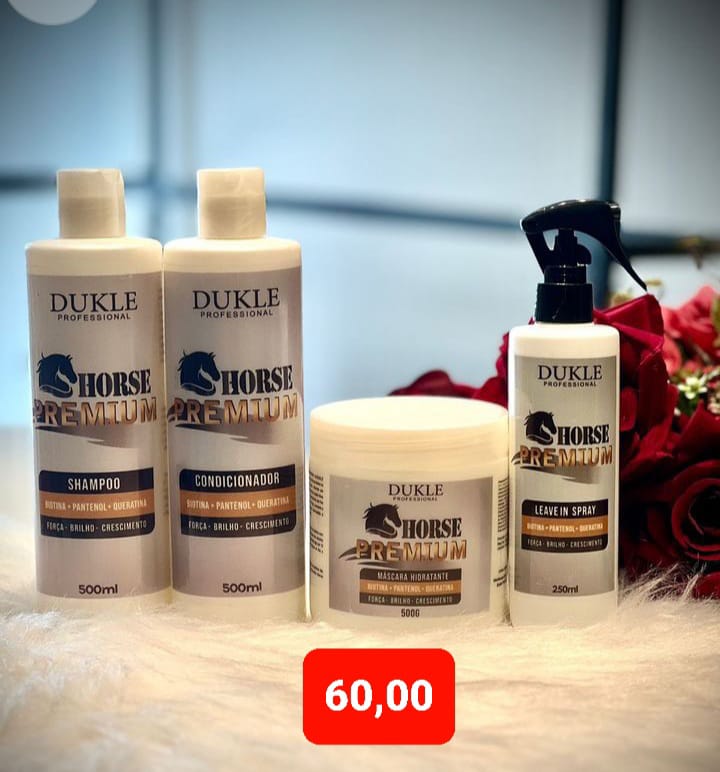 DUKLE
PROFESSIONAL
HORSE
PREMIUM
SHAMPOO
BIOTINA • PANTENOL • QUERATINA
FORÇA - BRILHO - CRESCIMENTO
500ml
DUKLE
PROFESSIONAL
HORSE
PREMIUM
CONDICIONADOR
BIOTINA • PANTENOL • QUERATINA
FORÇA - BRILHO - CRESCIMENTO
500ml
DUKLE
PROFESSIONAL
HORSE
PREMIUM
MÁSCARA HIDRATANTE
BIOTINA • PANTENOL • QUERATINA
FORÇA - BRILHO - CRESCIMENTO
500G
DUKLE
PROFESSIONAL
HORSE
PREMIUM
LEAVE IN SPRAY
BIOTINA • PANTENOL • QUERATINA
FORÇA - BRILHO - CRESCIMENTO
250ml
60,00